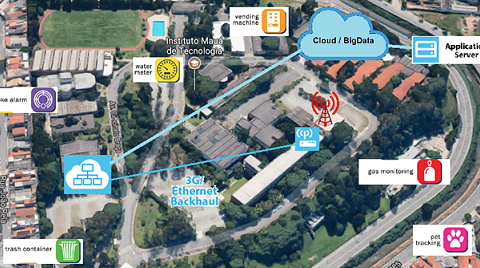 vending
machine
Instituto Mauá
de Tecnologia
Cloud / BigData
Application
Server
water
meter
ke alarm
3G/
Ethernet
Backhaul
gas monitoring
pet
tracking
trash container